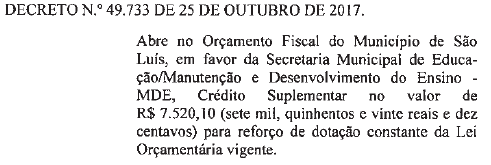 DECRETO N.º 49.733 DE 25 DE OUTUBRO DE 2017.
Abre no Orçamento Fiscal do Município de São
Luís, em favor da Secretaria Municipal de Educa-
ção/Manutenção e Desenvolvimento do Ensino -
MDE, Crédito Suplementar no valor de
R$ 7.520,10 (sete mil, quinhentos e vinte reais e dez
centavos) para reforço de dotação constante da Lei
Orçamentária vigente.